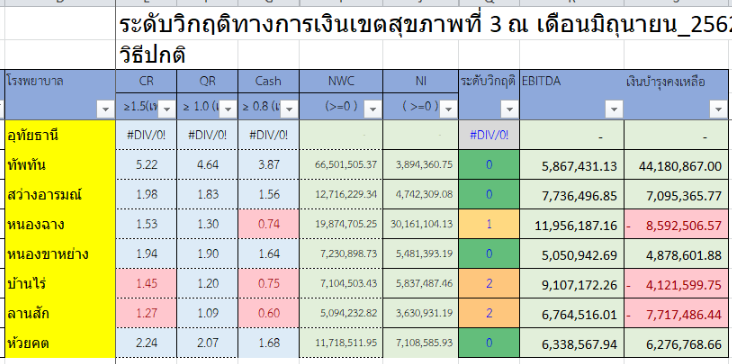 ระดับวิกฤติทางการเงินเขตสุขภาพที่ 3 ณ เดือนมิถุนายน_2562
วิธีปกติ
โรงพยาบาล CR QR Cash NWC NI ระดับวิกฤติ EBITDA เงินบำรุงคงเหลือ
≥1.5(เท ≥ 1.0 (เ ≥ 0.8 (เ (>=0 ) ( >=0 )
อุทัยธานี #DIV/0! #DIV/0! #DIV/0! - - #DIV/0! - -
ทัพทัน 5.22 4.64 3.87 66,501,505.37 3,894,360.75 0 5,867,431.13 44,180,867.00
สว่างอารมณ์ 1.98 1.83 1.56 12,716,229.34 4,742,309.08 0 7,736,496.85 7,095,365.77
หนองฉาง 1.53 1.30 0.74 19,874,705.25 30,161,104.13 1 11,956,187.16 - 8,592,506.57
หนองขาหย่าง 1.94 1.90 1.64 7,230,898.73 5,481,393.19 0 5,050,942.69 4,878,601.88
บ้านไร่ 1.45 1.20 0.75 7,104,503.43 5,837,487.46 2 9,107,172.26 - 4,121,599.75
ลานสัก 1.27 1.09 0.60 5,094,232.82 3,630,931.19 2 6,764,516.01 - 7,717,486.44
ห้วยคต 2.24 2.07 1.68 11,718,511.95 7,108,585.93 0 6,338,567.94 6,276,768.66